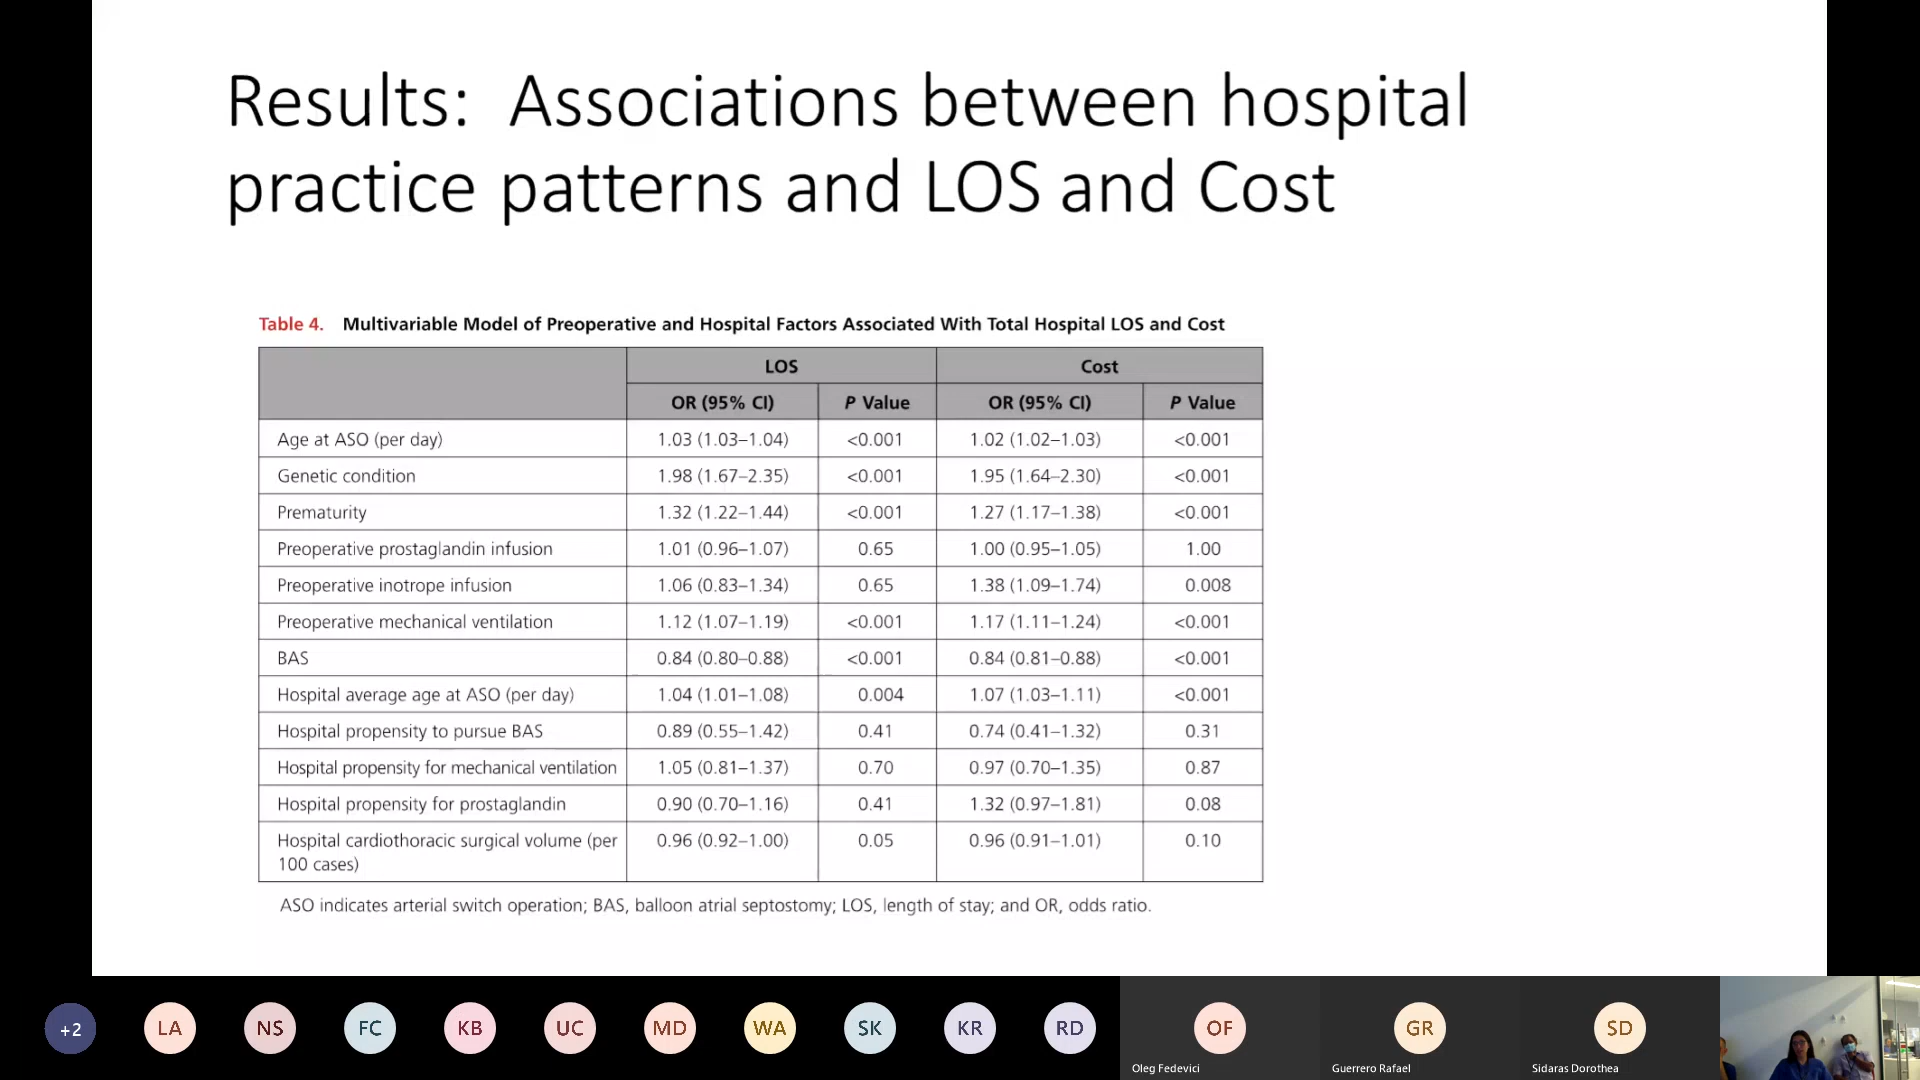 Results:  Associations between hospital
practice patterns and LOS and Cost
Table 4. Multivariable Model of Preoperative and Hospital Factors Associated With Total Hospital LOS and Cost
LOS Cost
OR (95% CI) P Value OR (95% CI) P Value
Age at ASO (per day) 1.03 (1.03–1.04) <0.001 1.02 (1.02–1.03) <0.001
Genetic condition 1.98 (1.67–2.35) <0.001 1.95 (1.64–2.30) <0.001
Prematurity 1.32 (1.22–1.44) <0.001 1.27 (1.17–1.38) <0.001
Preoperative prostaglandin infusion 1.01 (0.96–1.07) 0.65 1.00 (0.95–1.05) 1.00
Preoperative inotrope infusion 1.06 (0.83–1.34) 0.65 1.38 (1.09–1.74) 0.008
Preoperative mechanical ventilation 1.12 (1.07–1.19) <0.001 1.17 (1.11–1.24) <0.001
BAS 0.84 (0.80–0.88) <0.001 0.84 (0.81–0.88) <0.001
Hospital average age at ASO (per day) 1.04 (1.01–1.08) 0.004 1.07 (1.03–1.11) <0.001
Hospital propensity to pursue BAS 0.89 (0.55–1.42) 0.41 0.74 (0.41–1.32) 0.31
Hospital propensity for mechanical ventilation 1.05 (0.81–1.37) 0.70 0.97 (0.70–1.35) 0.87
Hospital propensity for prostaglandin 0.90 (0.70–1.16) 0.41 1.32 (0.97–1.81) 0.08
Hospital cardiothoracic surgical volume (per 0.96 (0.92–1.00) 0.05 0.96 (0.91–1.01) 0.10
100 cases)
ASO indicates arterial switch operation; BAS, balloon atrial septostomy; LOS, length of stay; and OR, odds ratio.
+2 LA NS FC KB UC MD WA SK KR RD OF GR SD
Oleg Fedevici Guerrero Rafael Sidaras Dorothea